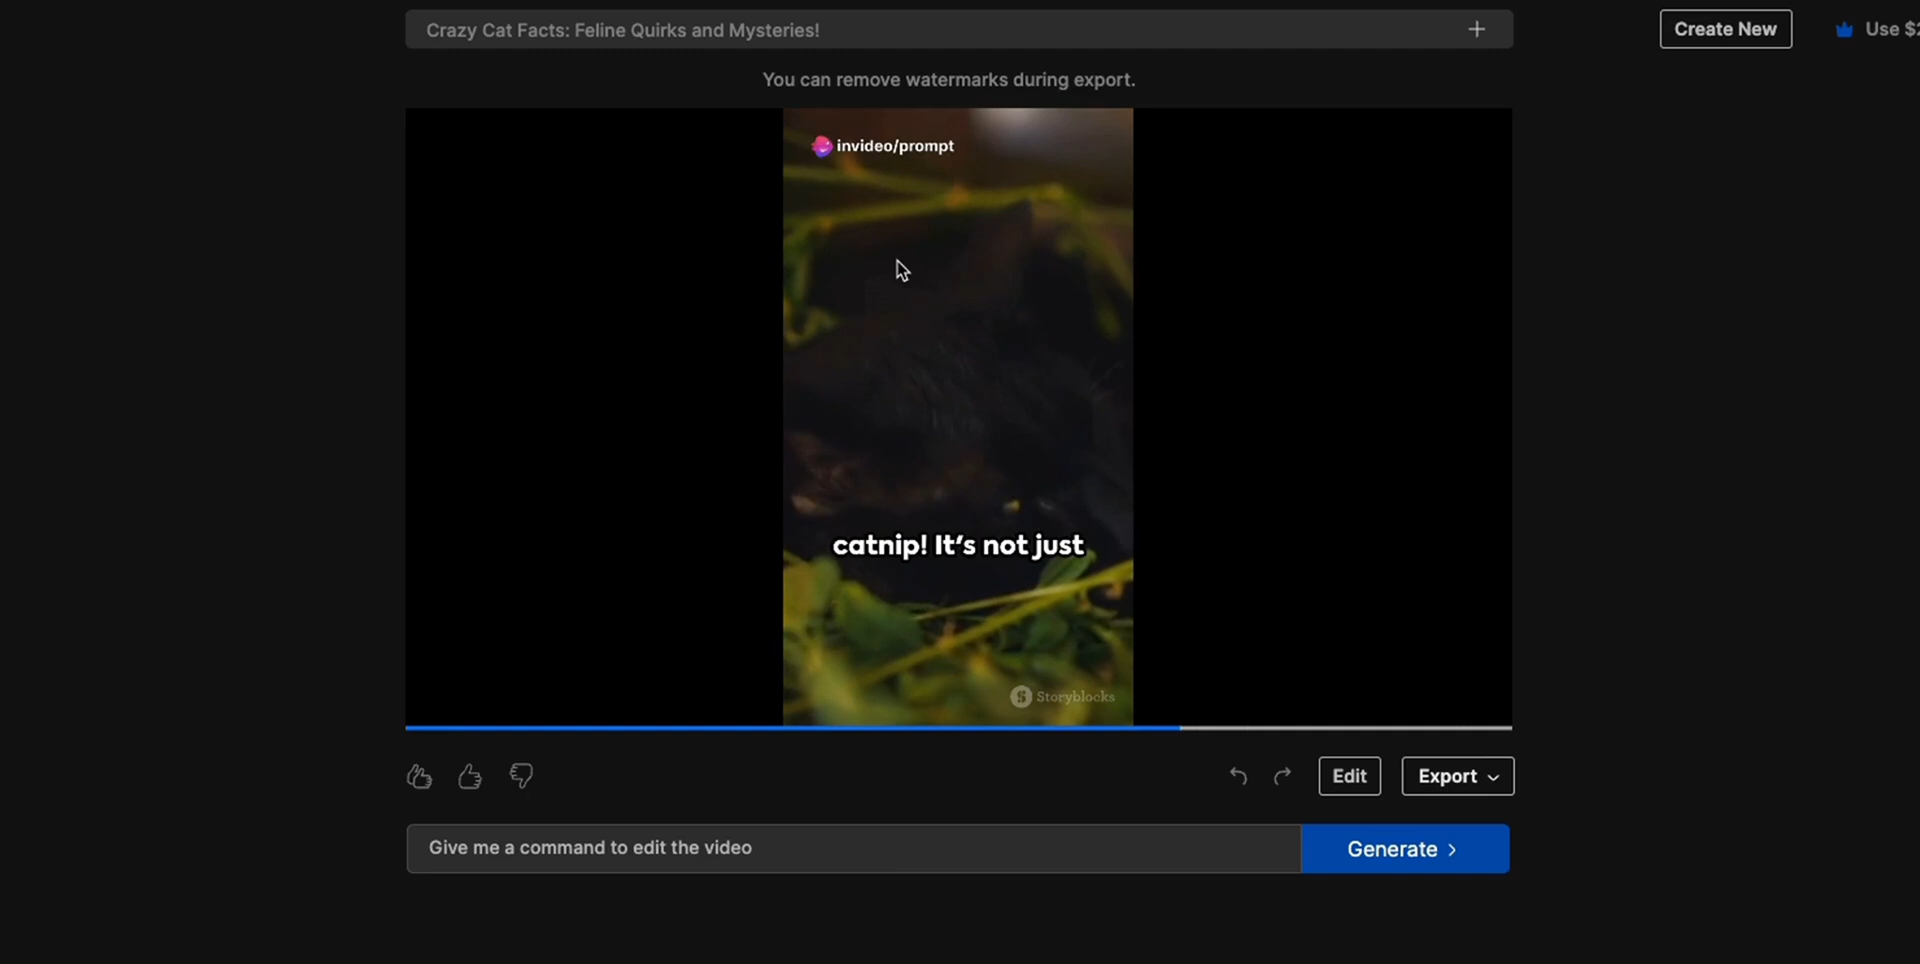 Crazy Cat Facts: Feline Quirks and Mysteries!
Create New
Use $2
You can remove watermarks during export.
invideo/prompt
catnip! It's not just
Storyblocks
Edit
Export
Give me a command to edit the video
Generate